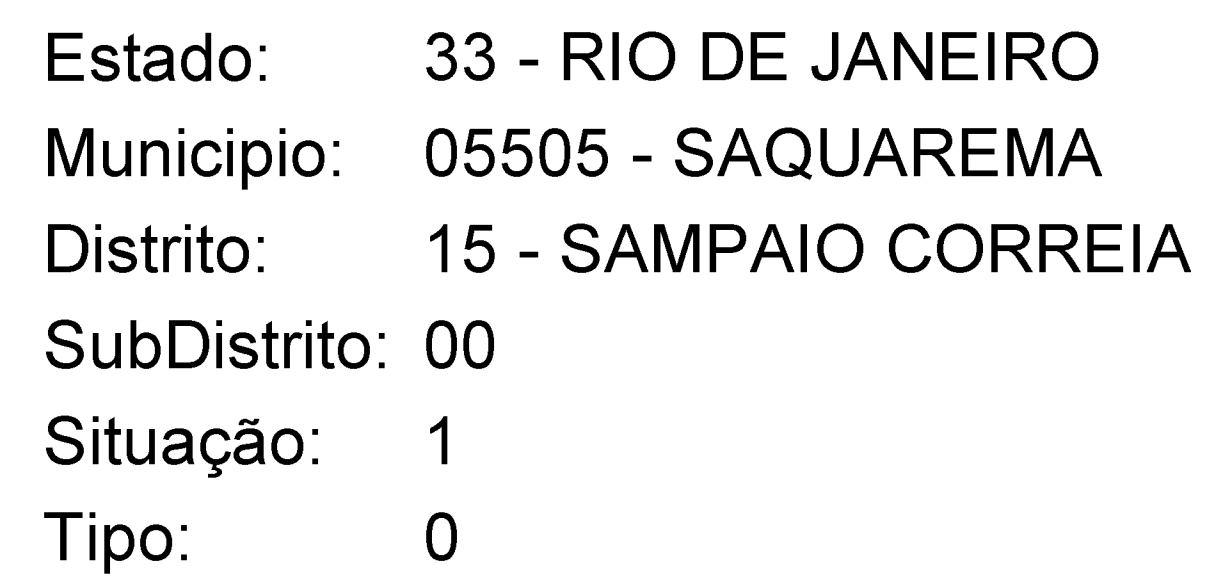 Estado: 33 - RIO DE JANEIRO
Municipio: 05505 - SAQUAREMA
Distrito: 15 - SAMPAIO CORREIA
SubDistrito: 00
Situação: 1
Tipo: 0